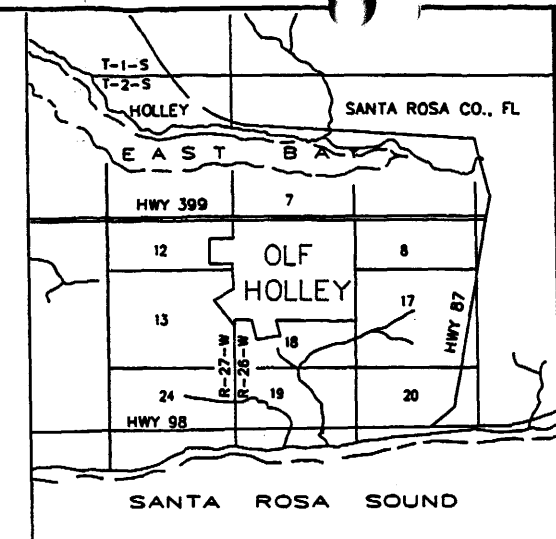 T-1-S
T-2-S
HOLLEY
SANTA ROSA CO., FL
EAST BAY
HWY 399
7
12
OLF
HOLLEY
8
13
17
HWY 87
18
R-27-W
R-26-W
24
19
20
HWY 98
SANTA ROSA SOUND